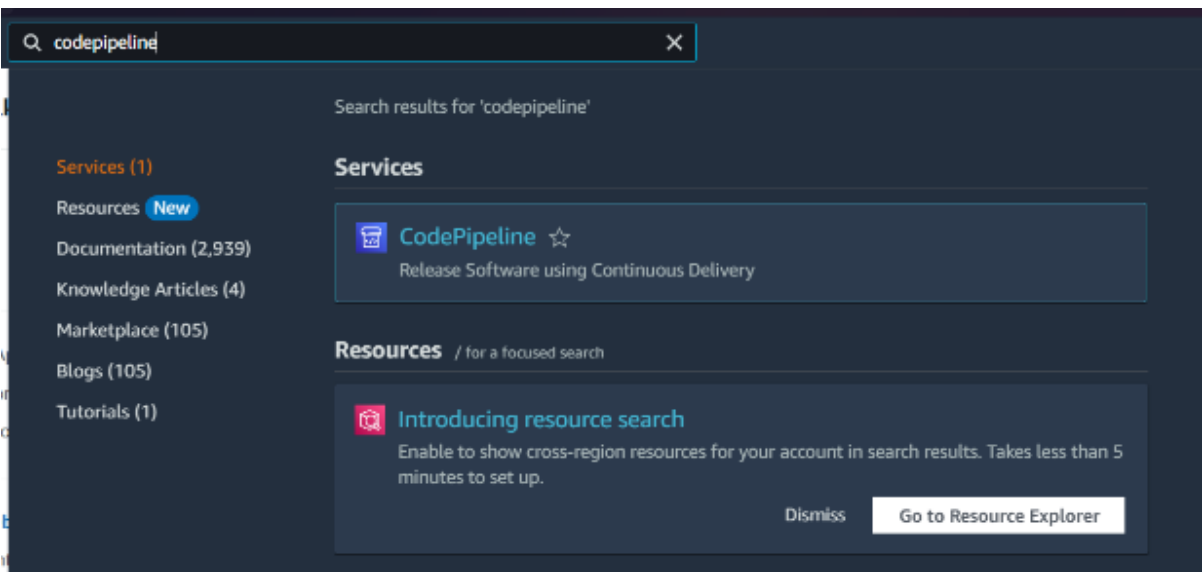 codepipeline
Search results for 'codepipeline'
Services (1)
Resources New
Documentation (2,939)
Knowledge Articles (4)
Marketplace (105)
Blogs (105)
Tutorials (1)
Services
CodePipeline
Release Software using Continuous Delivery
Resources / for a focused search
Introducing resource search
Enable to show cross-region resources for your account in search results. Takes less than 5
minutes to set up.
Dismiss
Go to Resource Explorer